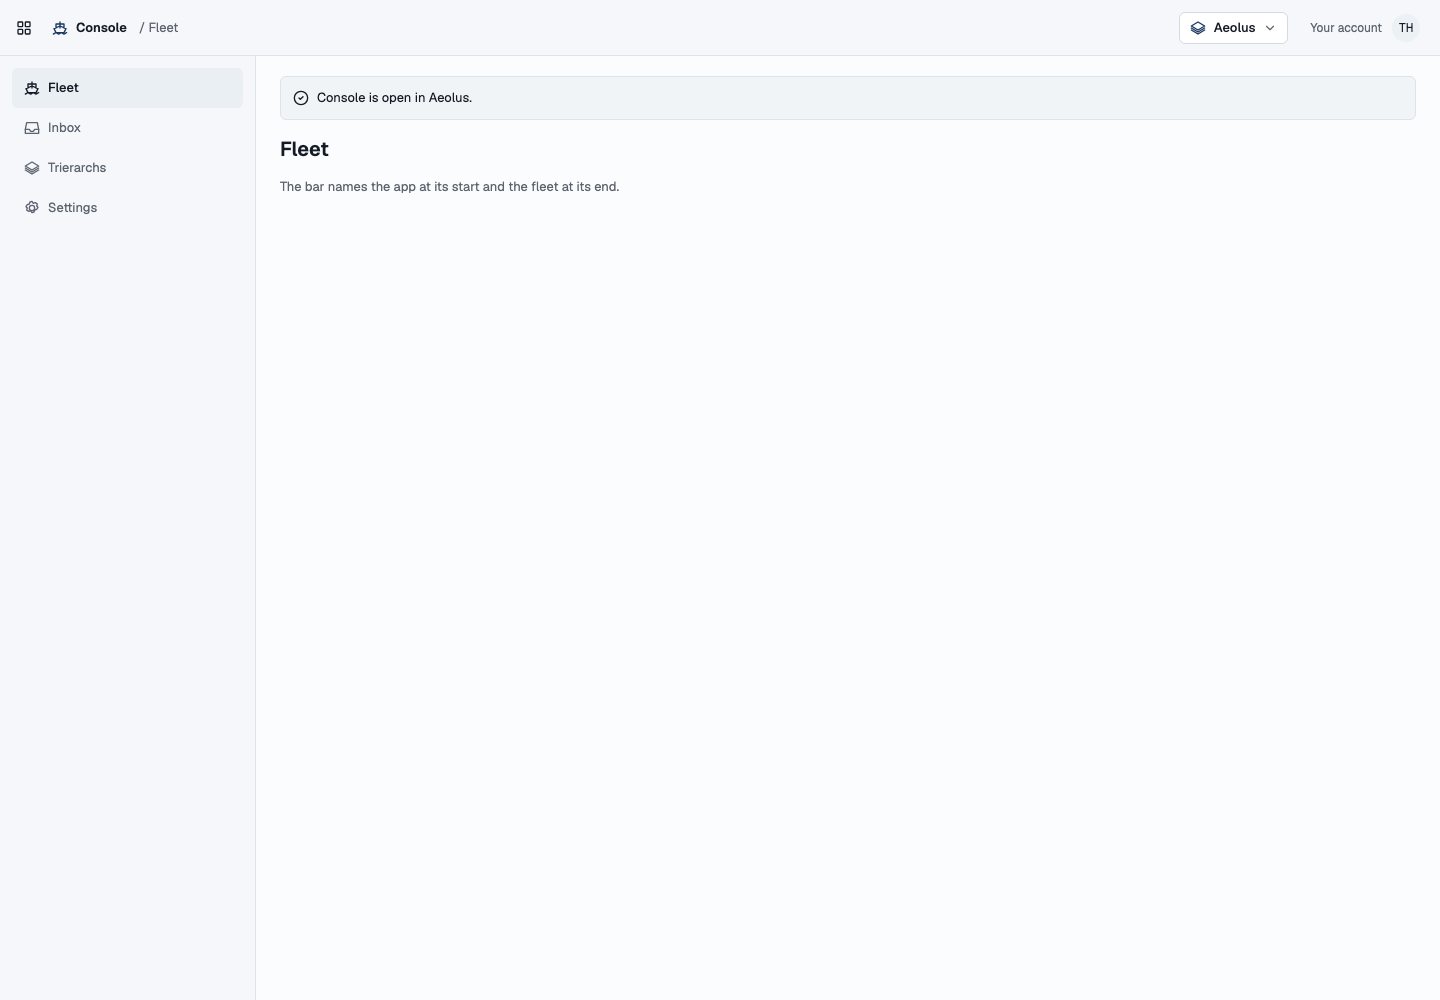 Console / Fleet
Aeolus
Your account TH
Fleet
Inbox
Trierarchs
Settings
Console is open in Aeolus.
Fleet
The bar names the app at its start and the fleet at its end.